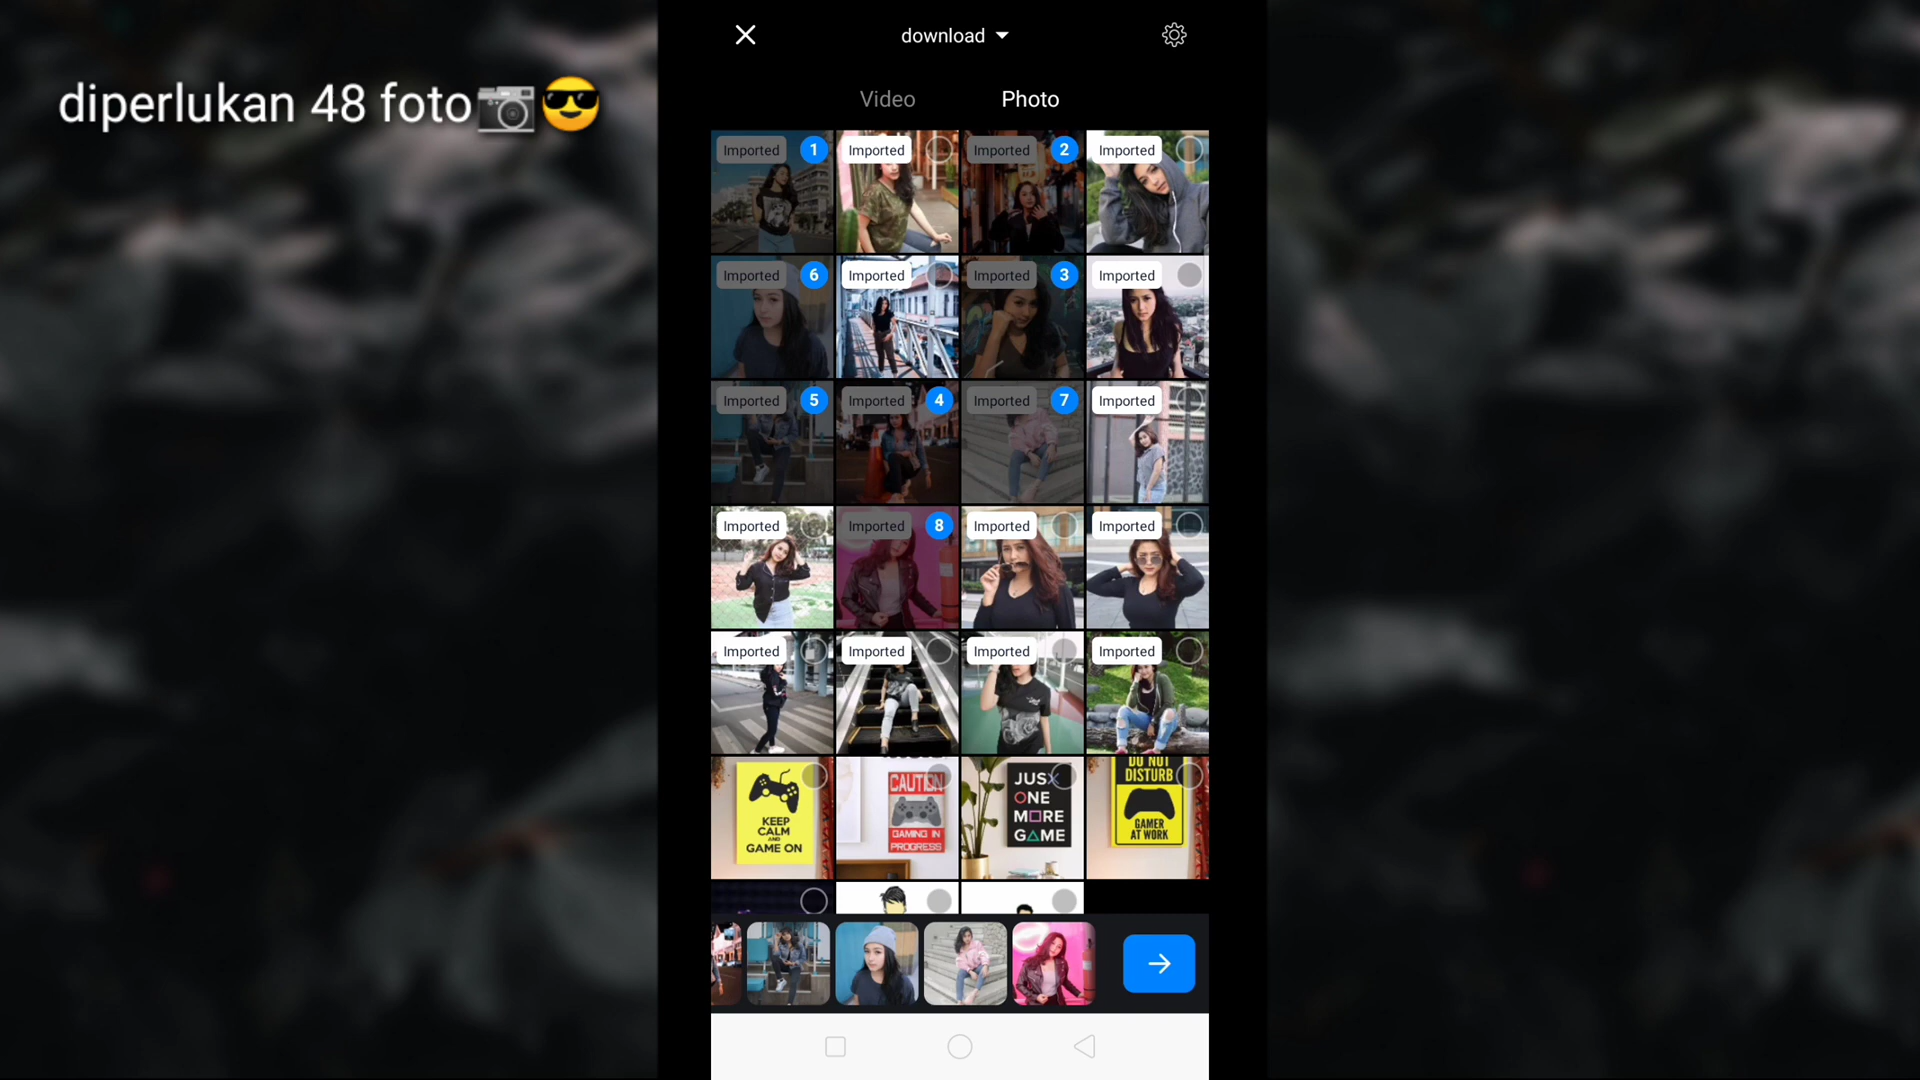 diperlukan 48 foto📷😎
download
Video Photo
Imported 1 Imported Imported 2 Imported
Imported 6 Imported Imported 3 Imported
Imported 5 Imported 4 Imported 7 Imported
Imported Imported 8 Imported Imported
Imported Imported Imported Imported
KEEP
CALM
AND
GAME ON
CAUTION
GAMING IN
PROGRESS
JUSX
ONE
MORE
GAME
DO NOT
DISTURB
GAMER
AT WORK